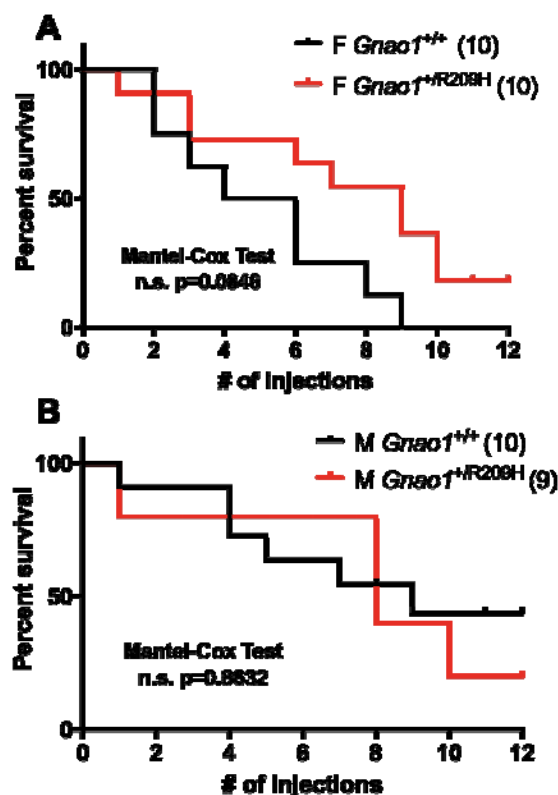 A
F Gnao1+/+ (10)
F Gnao1+/R209H (10)
Percent survival
100
50
0
Mantel-Cox Test
n.s. p=0.0848
0 2 4 6 8 10 12
# of Injections
B
M Gnao1+/+ (10)
M Gnao1+/R209H (9)
Percent survival
100
50
0
Mantel-Cox Test
n.s. p=0.8632
0 2 4 6 8 10 12
# of Injections